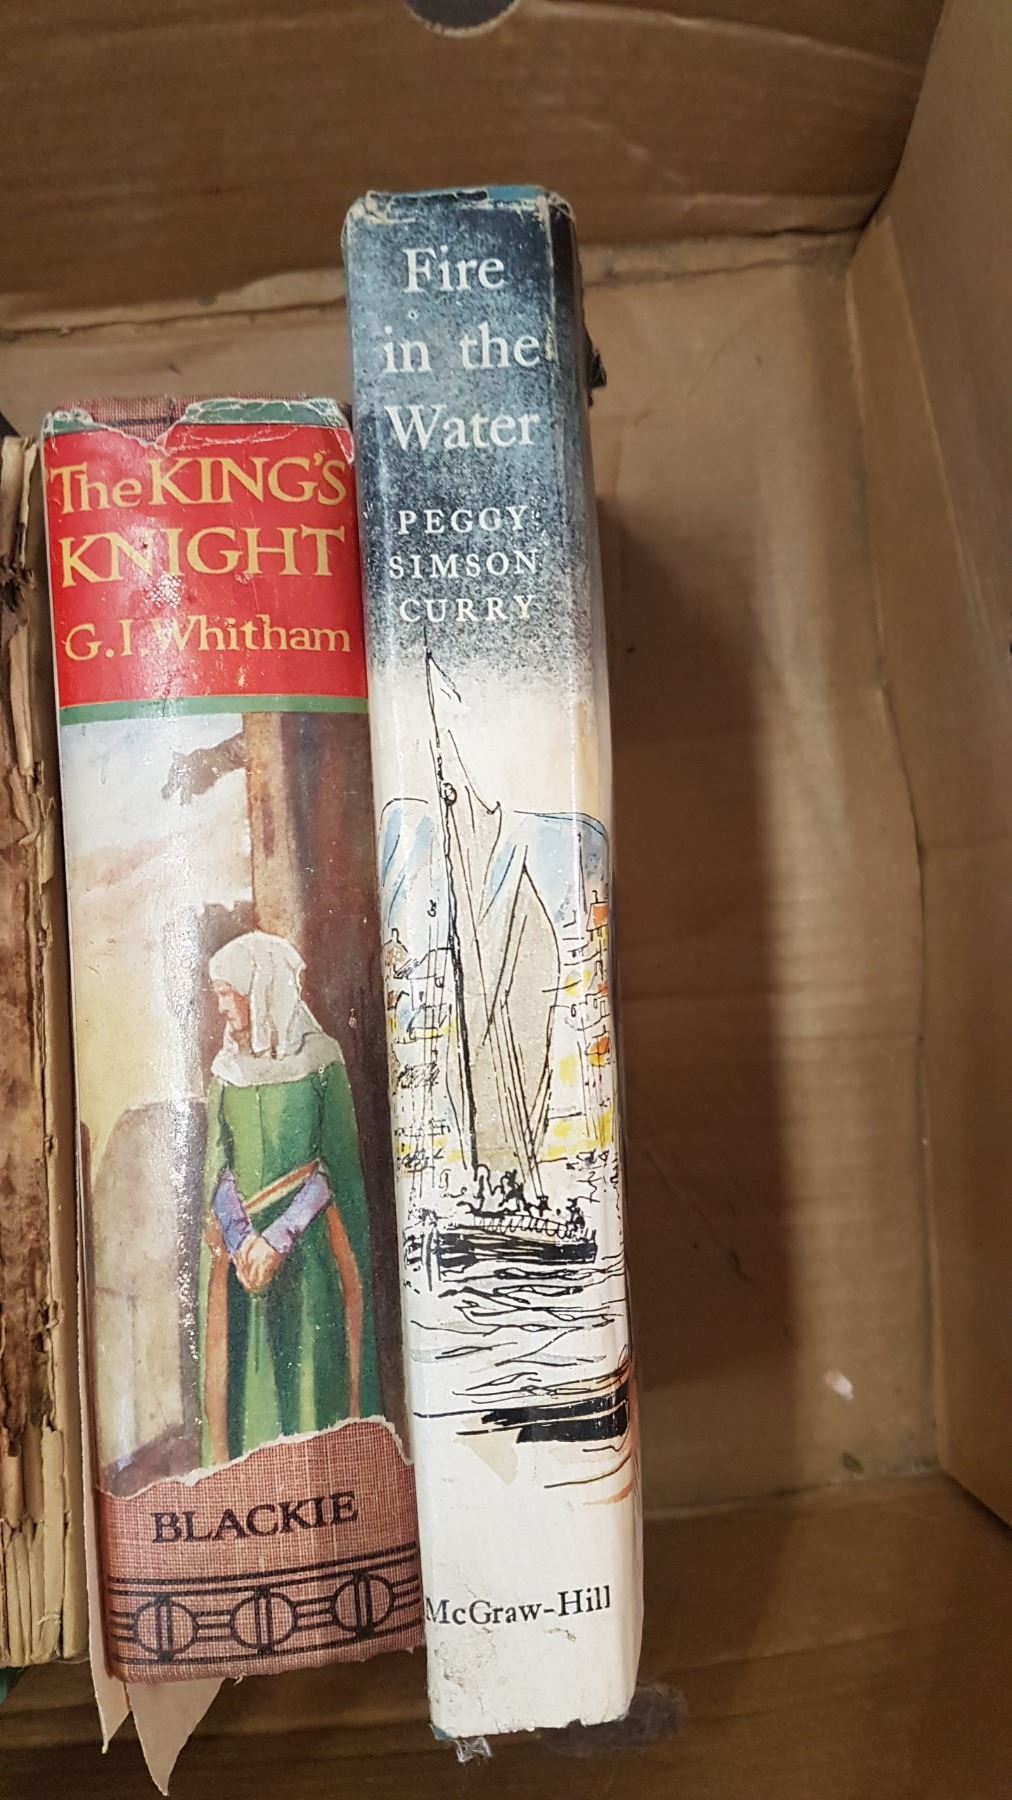 The KING'S
KNIGHT
G.I. Whitham
BLACKIE
Fire
in the
Water
PEGGY
SIMSON
CURRY
McGraw-Hill